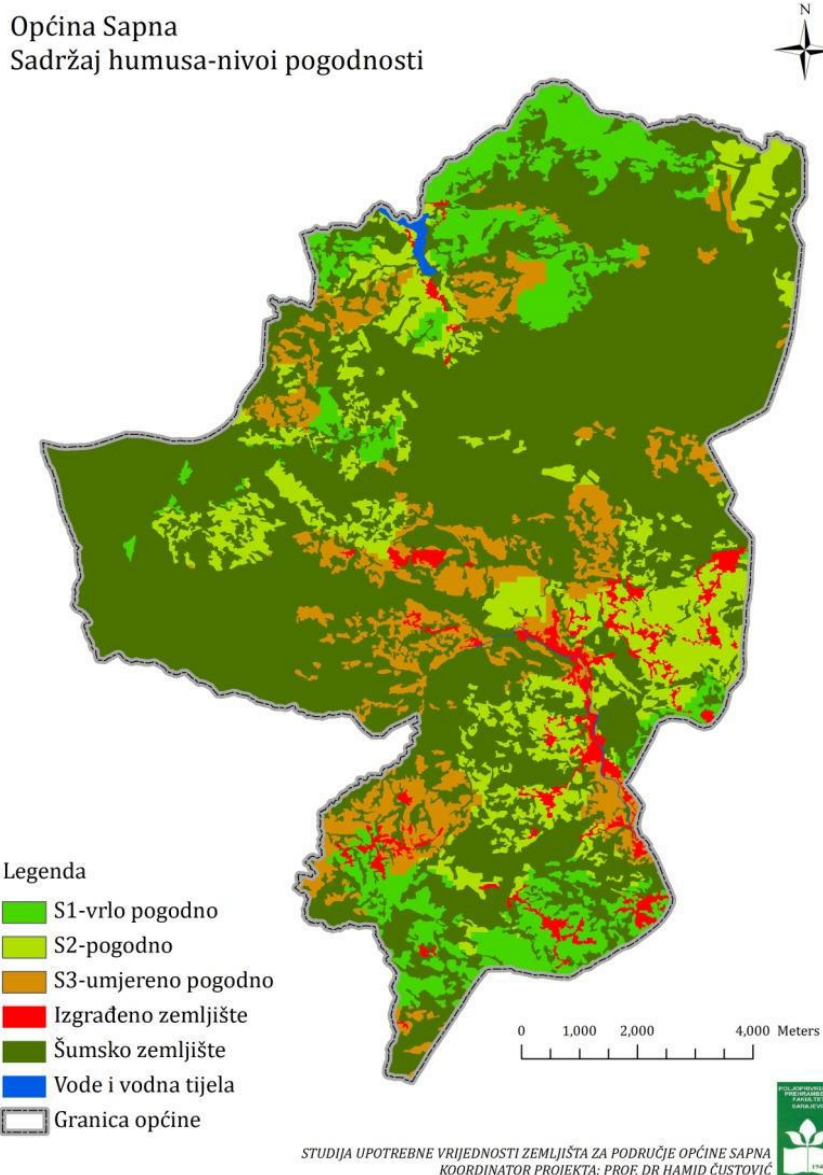 Općina Sapna
Sadržaj humusa-nivoi pogodnosti
N
Legenda
S1-vrlo pogodno
S2-pogodno
S3-umjereno pogodno
Izgrađeno zemljište
Šumsko zemljište
Vode i vodna tijela
Granica općine
0 1,000 2,000 4,000 Meters
STUDIJA UPOTREBNE VRIJEDNOSTI ZEMLJIŠTA ZA PODRUČJE OPĆINE SAPNA
KOORDINATOR PROJEKTA: PROF. DR HAMID ČUSTOVIĆ
FAKULTET
SARAJEVO